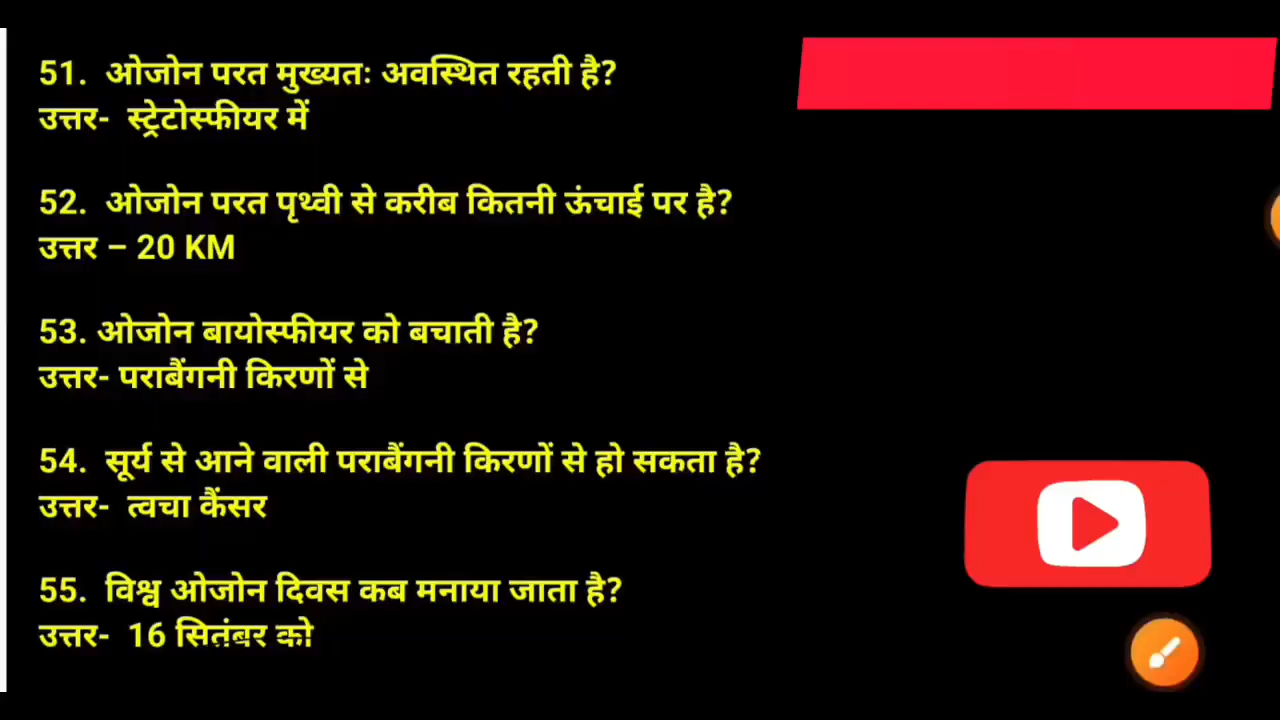 51. ओजोन परत मुख्यतः अवस्थित रहती है?
उत्तर- स्ट्रेटोस्फीयर में
52. ओजोन परत पृथ्वी से करीब कितनी ऊंचाई पर है?
उत्तर – 20 KM
53. ओजोन बायोस्फीयर को बचाती है?
उत्तर- पराबैंगनी किरणों से
54. सूर्य से आने वाली पराबैंगनी किरणों से हो सकता है?
उत्तर- त्वचा कैंसर
55. विश्व ओजोन दिवस कब मनाया जाता है?
उत्तर- 16 सितंबर को